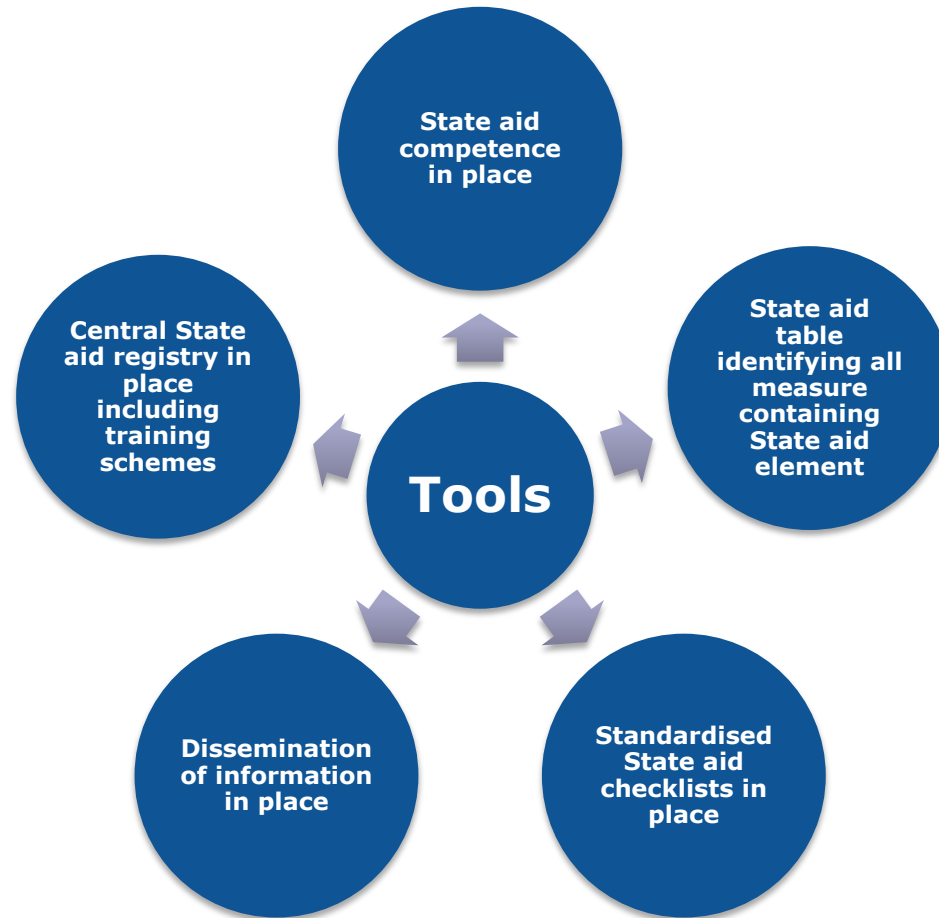 State aid
competence
in place
Central State
aid registry in
place
including
training
schemes
State aid
table
identifying all
measure
containing
State aid
element
Tools
Dissemination
of information
in place
Standardised
State aid
checklists in
place